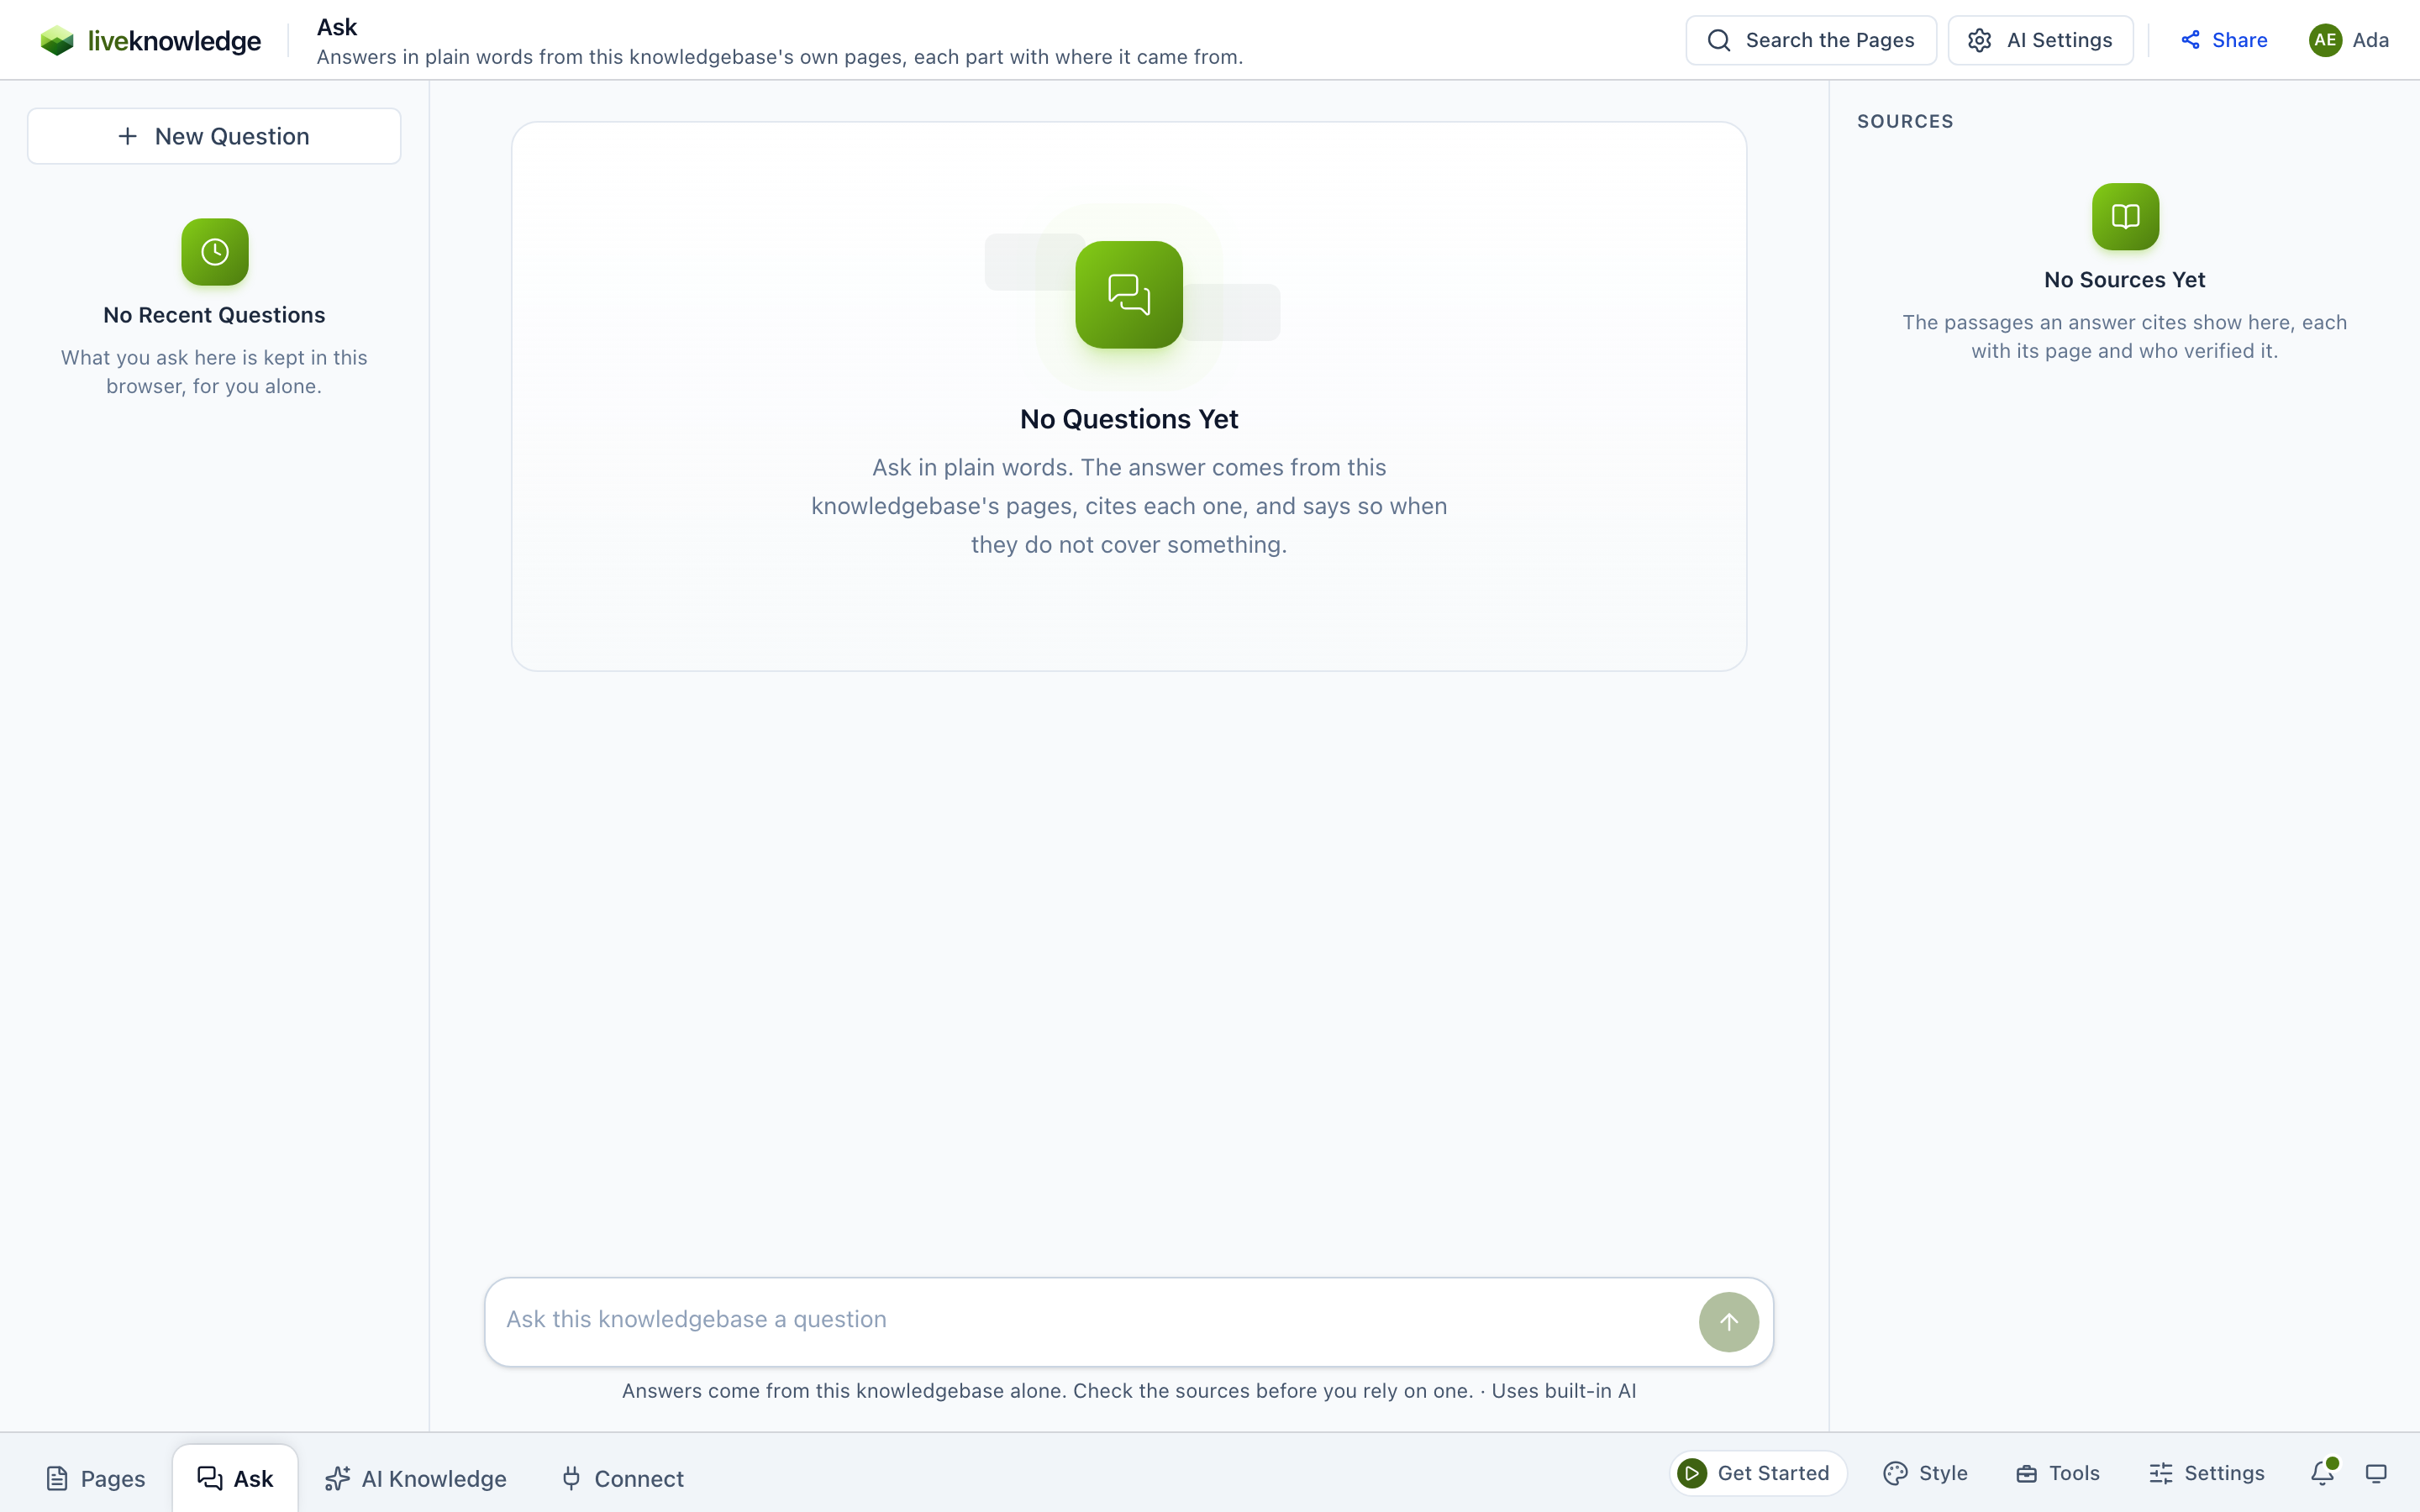 liveknowledge
Ask
Answers in plain words from this knowledgebase's own pages, each part with where it came from.
Search the Pages
AI Settings
Share
AE
Ada
New Question
No Recent Questions
What you ask here is kept in this
browser, for you alone.
No Questions Yet
Ask in plain words. The answer comes from this
knowledgebase's pages, cites each one, and says so when
they do not cover something.
SOURCES
No Sources Yet
The passages an answer cites show here, each
with its page and who verified it.
Ask this knowledgebase a question
Answers come from this knowledgebase alone. Check the sources before you rely on one. · Uses built-in AI
Pages
Ask
AI Knowledge
Connect
Get Started
Style
Tools
Settings